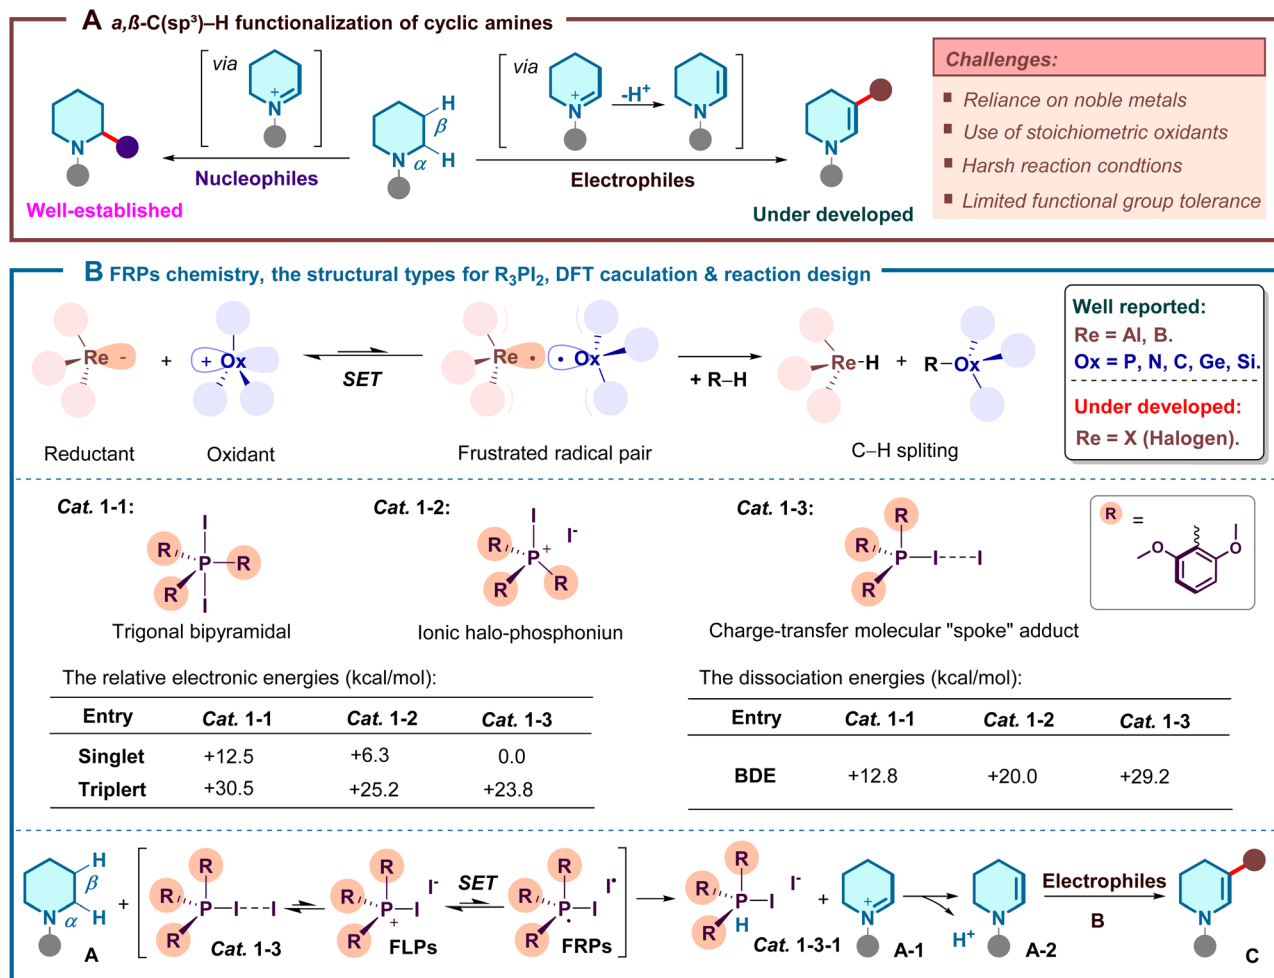 A a,ß-C(sp³)–H functionalization of cyclic amines
via
+
N
Nucleophiles
N
Well-established
H
β
H
N
α
via
+
N
-H⁺
N
Electrophiles
N
Under developed
Challenges:
Reliance on noble metals
Use of stoichiometric oxidants
Harsh reaction condtions
Limited functional group tolerance
B FRPs chemistry, the structural types for R₃PI₂, DFT caculation & reaction design
Re -
+
+ Ox
SET
Re •
• Ox
+ R–H
Re-H
+
R–Ox
Reductant
Oxidant
Frustrated radical pair
C–H spliting
Well reported:
Re = Al, B.
Ox = P, N, C, Ge, Si.
Under developed:
Re = X (Halogen).
Cat. 1-1:
I
R
P
R
R
I
Trigonal bipyramidal
Cat. 1-2:
I
I⁻
R
P
+
R
R
Ionic halo-phosphoniun
Cat. 1-3:
R
R
P–I---I
R
Charge-transfer molecular "spoke" adduct
R =
O
O
The relative electronic energies (kcal/mol):
Entry Cat. 1-1 Cat. 1-2 Cat. 1-3
Singlet +12.5 +6.3 0.0
Triplert +30.5 +25.2 +23.8
The dissociation energies (kcal/mol):
Entry Cat. 1-1 Cat. 1-2 Cat. 1-3
BDE +12.8 +20.0 +29.2
H
β
H
N
α
A
+
R
R
P–I--I
R
Cat. 1-3
R
R
I⁻
P–I
+
R
FLPs
SET
R
R
I•
P–I
•
R
FRPs
R
R
I⁻
P–I
R
H
Cat. 1-3-1
+
+
N
A-1
H⁺
N
A-2
Electrophiles
B
N
C